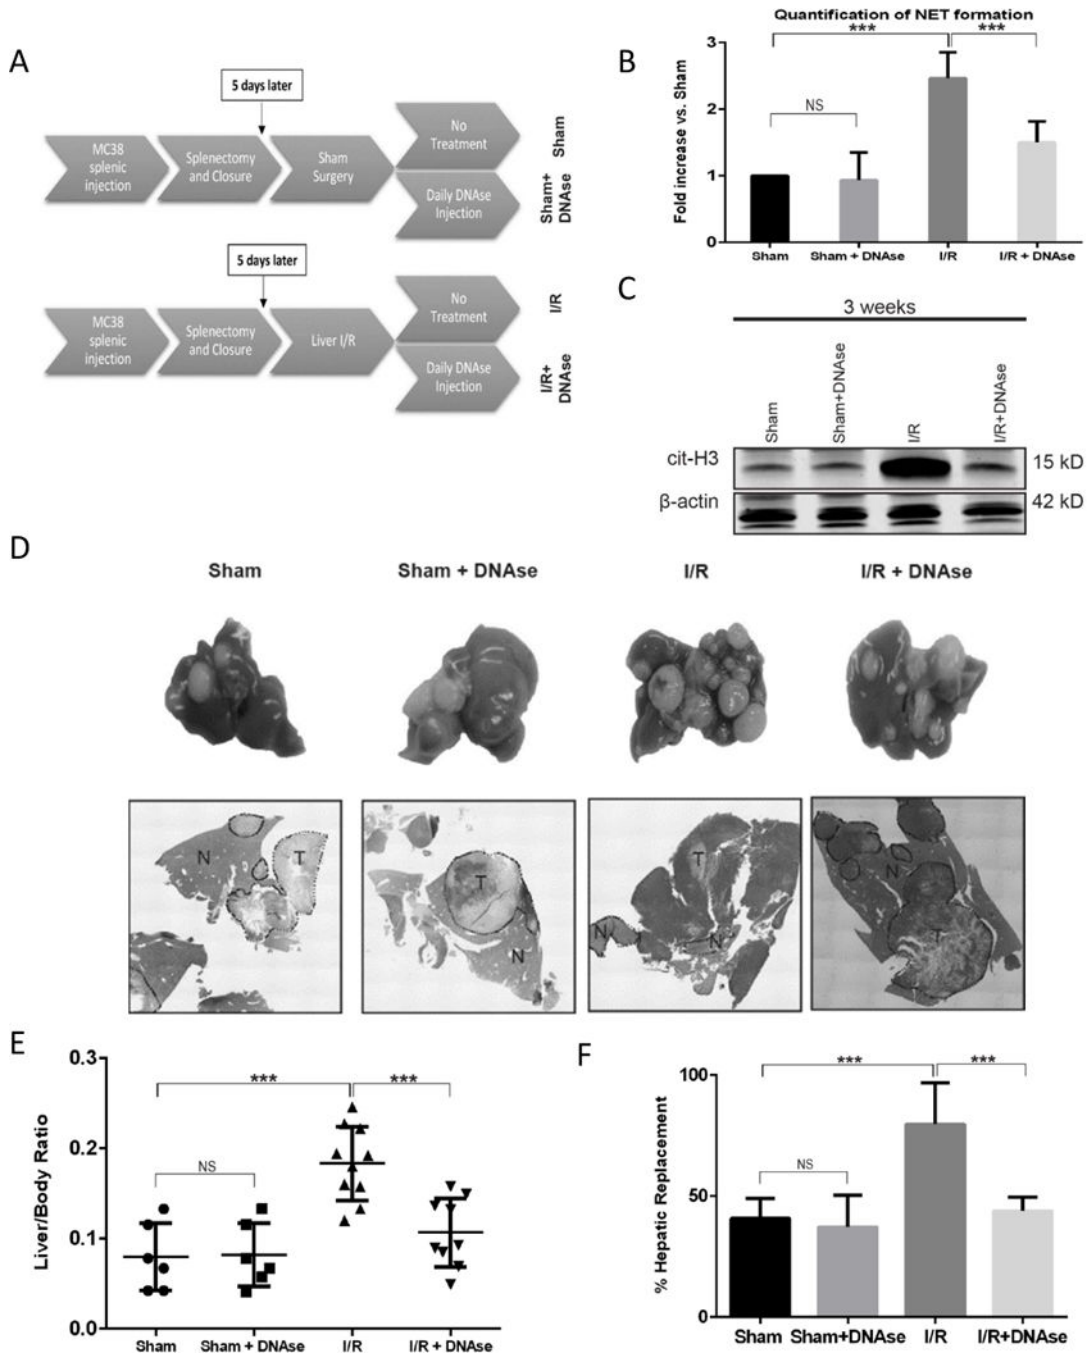 A
5 days later
MC38
splenic
injection
Splenectomy
and Closure
Sham
Surgery
No
Treatment
Daily DNAse
Injection
Sham
Sham+
DNAse
5 days later
MC38
splenic
injection
Splenectomy
and Closure
Liver I/R
No
Treatment
Daily DNAse
Injection
I/R
I/R+
DNAse
B
Quantification of NET formation
***
***
NS
Fold increase vs. Sham
3
2
1
0
Sham
Sham + DNAse
I/R
I/R + DNAse
C
3 weeks
Sham
Sham+DNAse
I/R
I/R+DNAse
cit-H3
15 kD
β-actin
42 kD
D
Sham
Sham + DNAse
I/R
I/R + DNAse
N
T
T
N
T
N
N
N
T
E
Liver/Body Ratio
0.3
0.2
0.1
0.0
***
***
NS
Sham
Sham + DNAse
I/R
I/R + DNAse
F
% Hepatic Replacement
100
50
0
***
***
NS
Sham
Sham+DNAse
I/R
I/R+DNAse